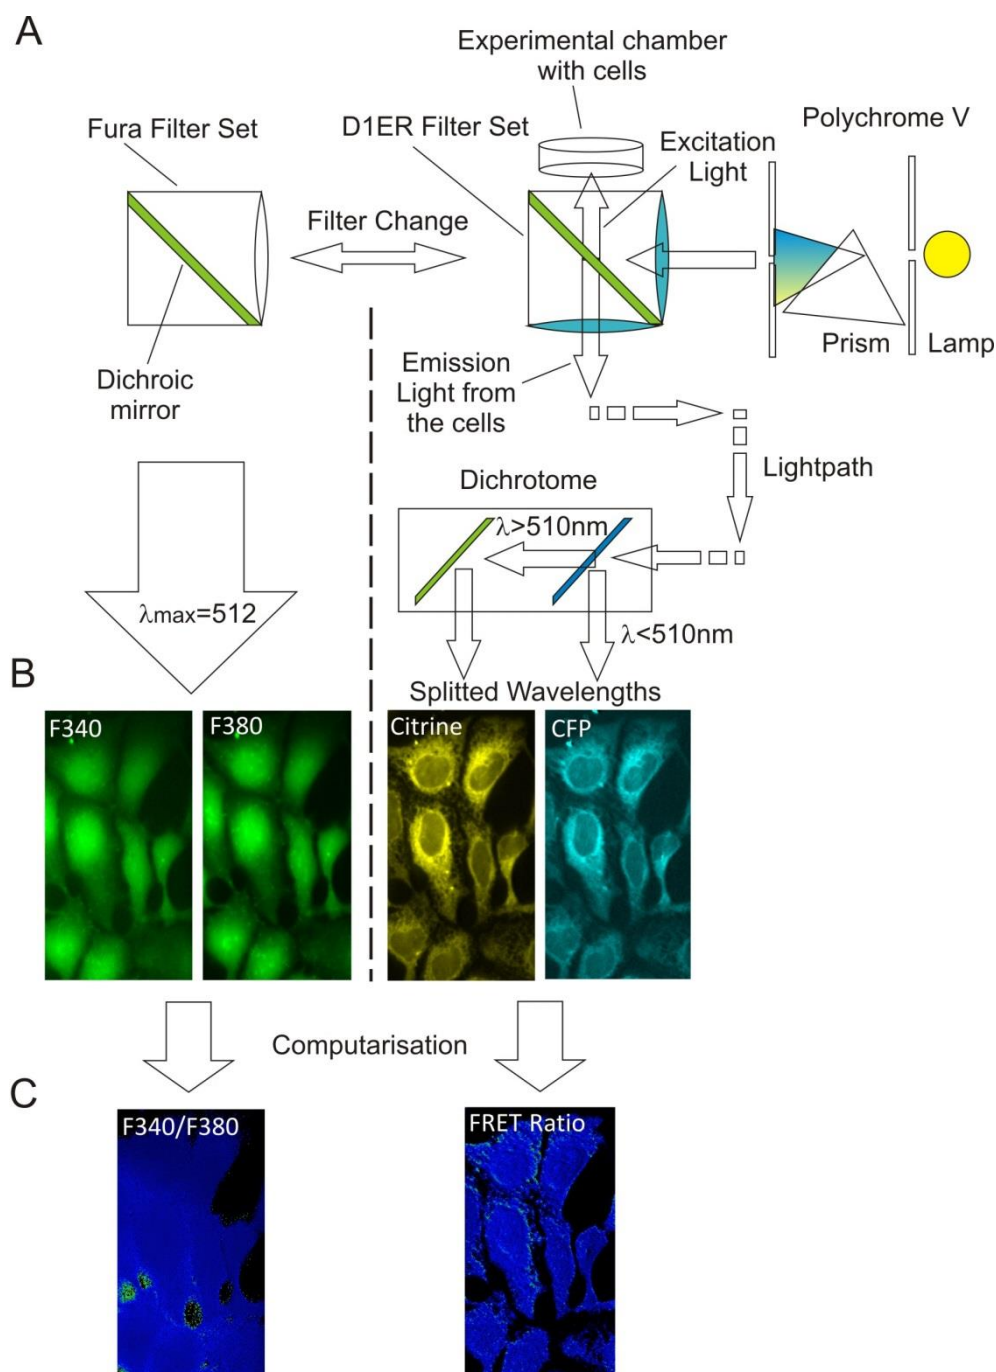 A
Experimental chamber
with cells
Fura Filter Set
D1ER Filter Set
Polychrome V
Excitation
Light
Filter Change
Dichroic
mirror
Prism
Lamp
Emission
Light from
the cells
Lightpath
Dichrotome
λ>510nm
λmax=512
λ<510nm
B
Splitted Wavelengths
F340
F380
Citrine
CFP
Computarisation
C
F340/F380
FRET Ratio